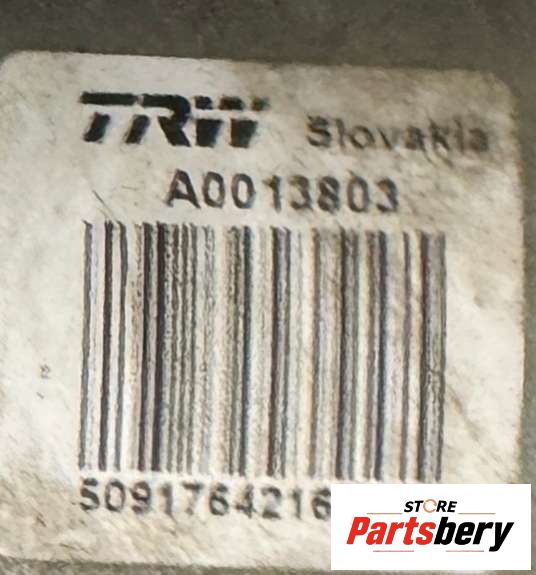 TRW Slovakia
A0013803
5091764216
STORE
Partsbery